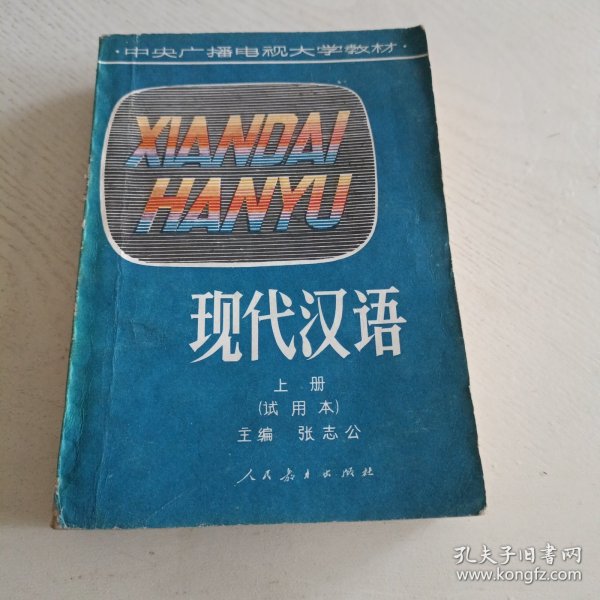 ·中央广播电视大学教材·
XIANDAI
HANYU
现代汉语
上册
(试用本)
主编 张志公
人民教育出版社
孔夫子旧书网
www.kongfz.com